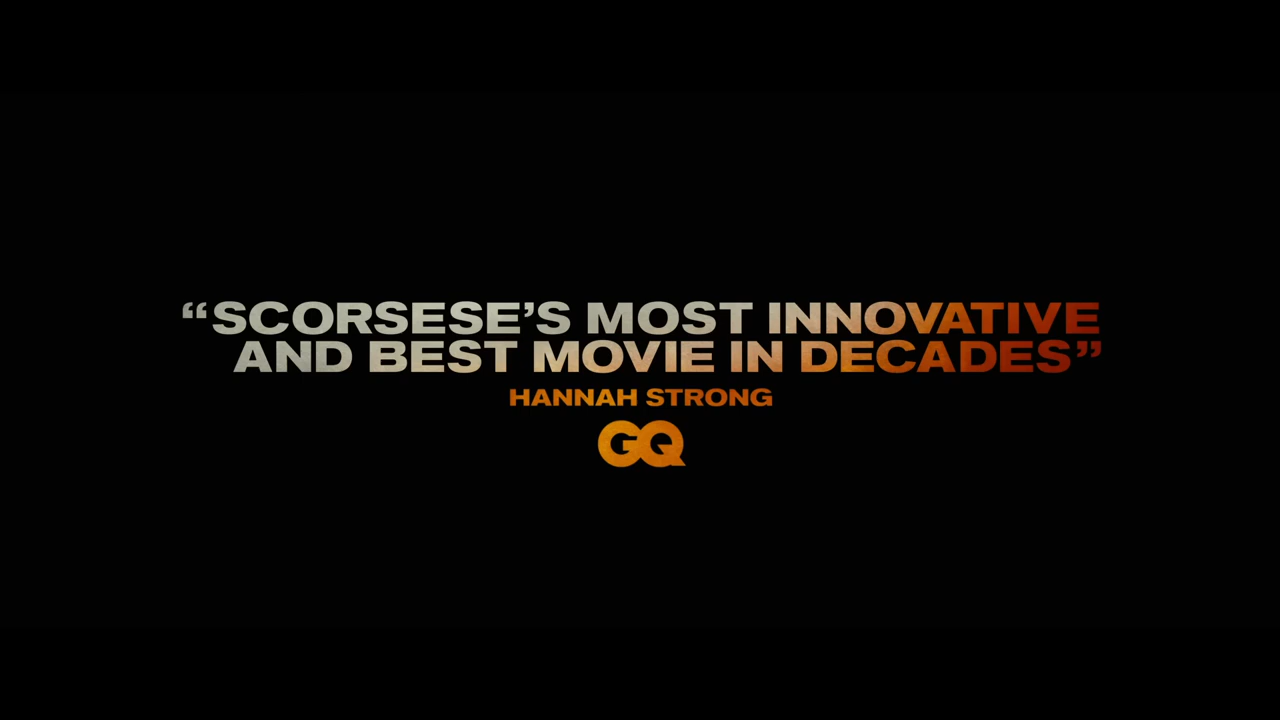 “SCORSESE’S MOST INNOVATIVE
AND BEST MOVIE IN DECADES”
HANNAH STRONG
GQ